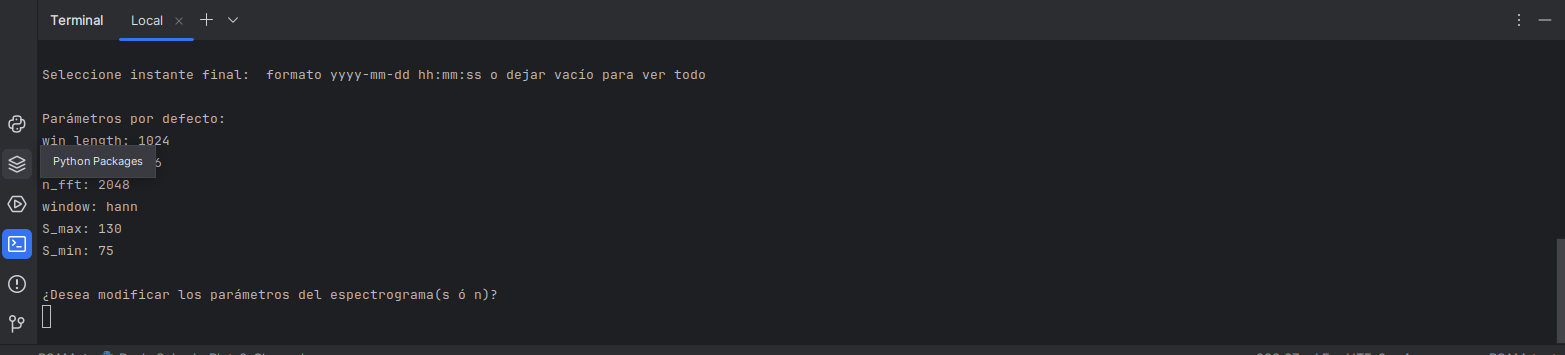 Terminal
Local
Seleccione instante final:  formato yyyy-mm-dd hh:mm:ss o dejar vacío para ver todo
Parámetros por defecto:
win_length: 1024
Python Packages
6
n_fft: 2048
window: hann
S_max: 130
S_min: 75
¿Desea modificar los parámetros del espectrograma(s ó n)?